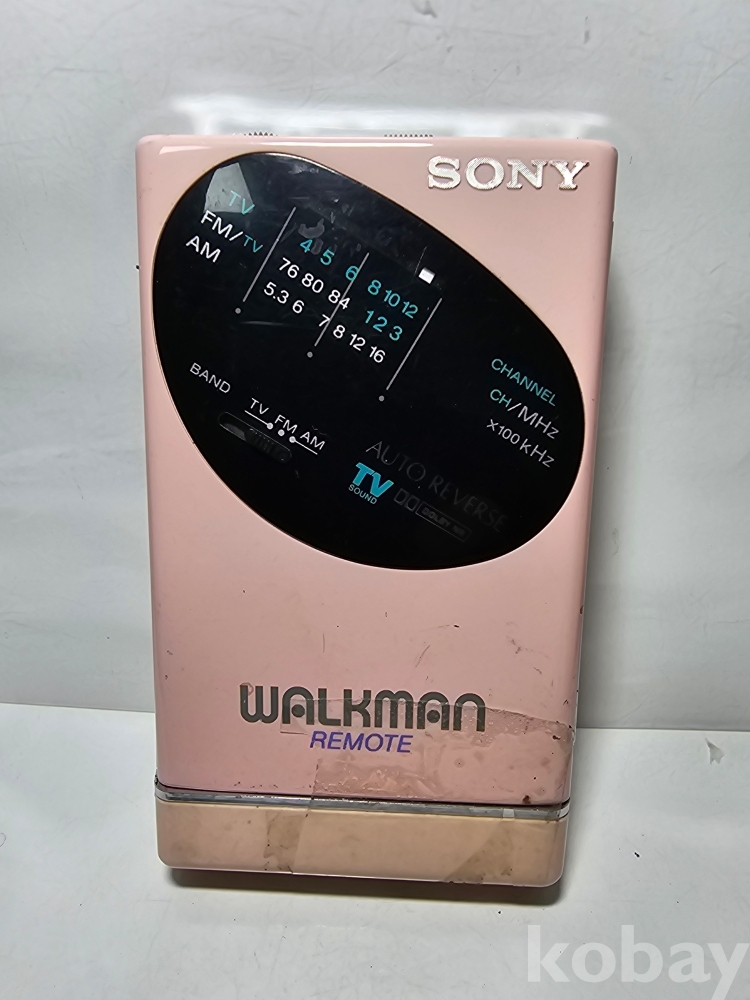 SONY
TV
FM/TV
AM
4 5 6 8 10 12
76 80 84 1 2 3
5.3 6 7 8 12 16
CHANNEL
CH/MHz
X100 kHz
BAND
TV FM AM
AUTO REVERSE
TV
SOUND
DOLBY NR
WALKMAN
REMOTE
kobay